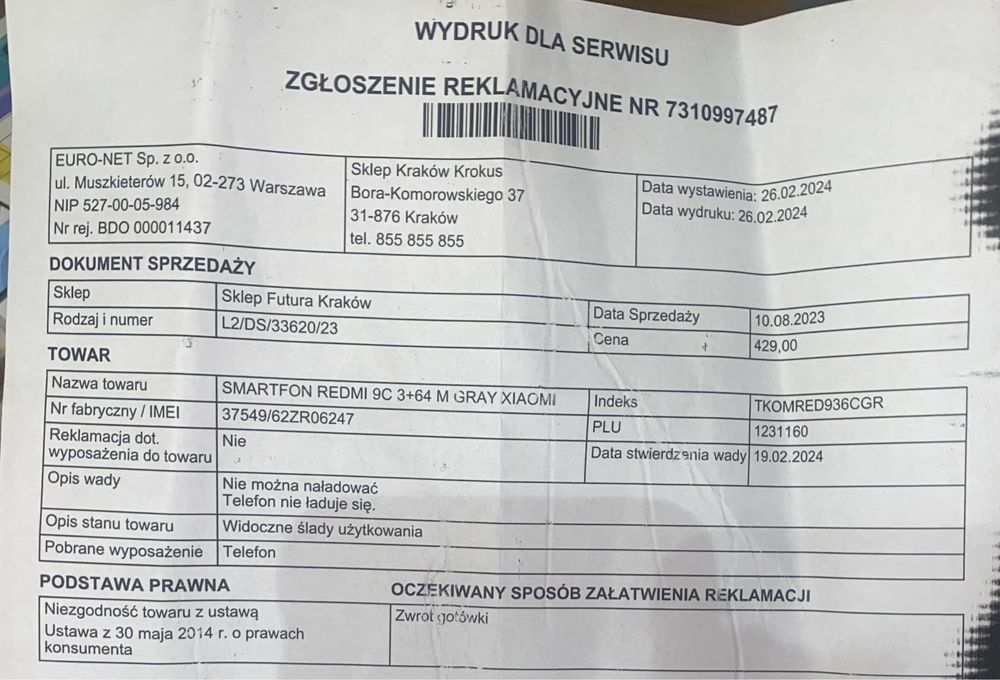 WYDRUK DLA SERWISU
ZGŁOSZENIE REKLAMACYJNE NR 7310997487
EURO-NET Sp. z o.o.
ul. Muszkieterów 15, 02-273 Warszawa
NIP 527-00-05-984
Nr rej. BDO 000011437
Sklep Kraków Krokus
Bora-Komorowskiego 37
31-876 Kraków
tel. 855 855 855
Data wystawienia: 26.02.2024
Data wydruku: 26.02.2024
DOKUMENT SPRZEDAŻY
Sklep
Sklep Futura Kraków
Rodzaj i numer
L2/DS/33620/23
Data Sprzedaży
10.08.2023
Cena
429,00
TOWAR
Nazwa towaru
SMARTFON REDMI 9C 3+64 M GRAY XIAOMI
Indeks
TKOMRED936CGR
Nr fabryczny / IMEI
37549/62ZR06247
PLU
1231160
Reklamacja dot.
wyposażenia do towaru
Nie
Data stwierdzenia wady
19.02.2024
Opis wady
Nie można naładować
Telefon nie ładuje się.
Opis stanu towaru
Widoczne ślady użytkowania
Pobrane wyposażenie
Telefon
PODSTAWA PRAWNA
Niezgodność towaru z ustawą
Ustawa z 30 maja 2014 r. o prawach
konsumenta
OCZEKIWANY SPOSÓB ZAŁATWIENIA REKLAMACJI
Zwrot gotówki